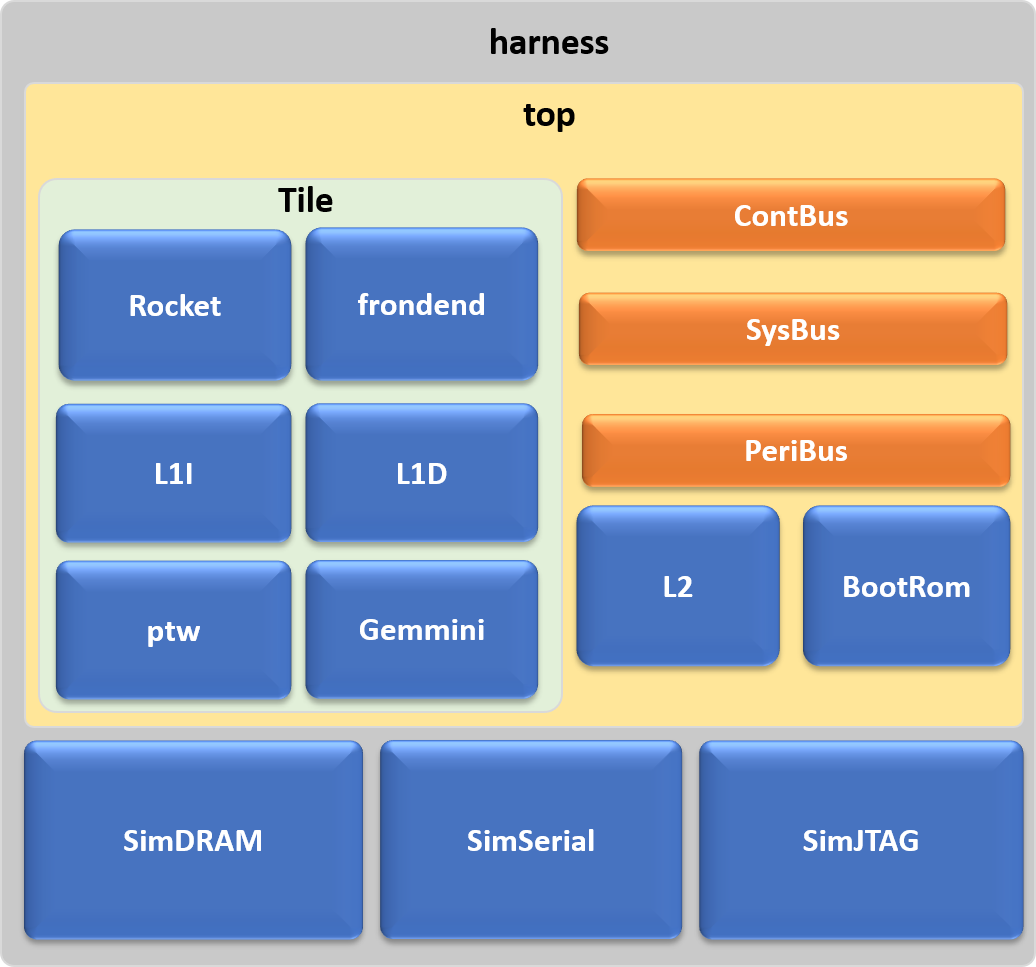 harness
top
Tile
Rocket
frondend
L1I
L1D
ptw
Gemmini
ContBus
SysBus
PeriBus
L2
BootRom
SimDRAM
SimSerial
SimJTAG